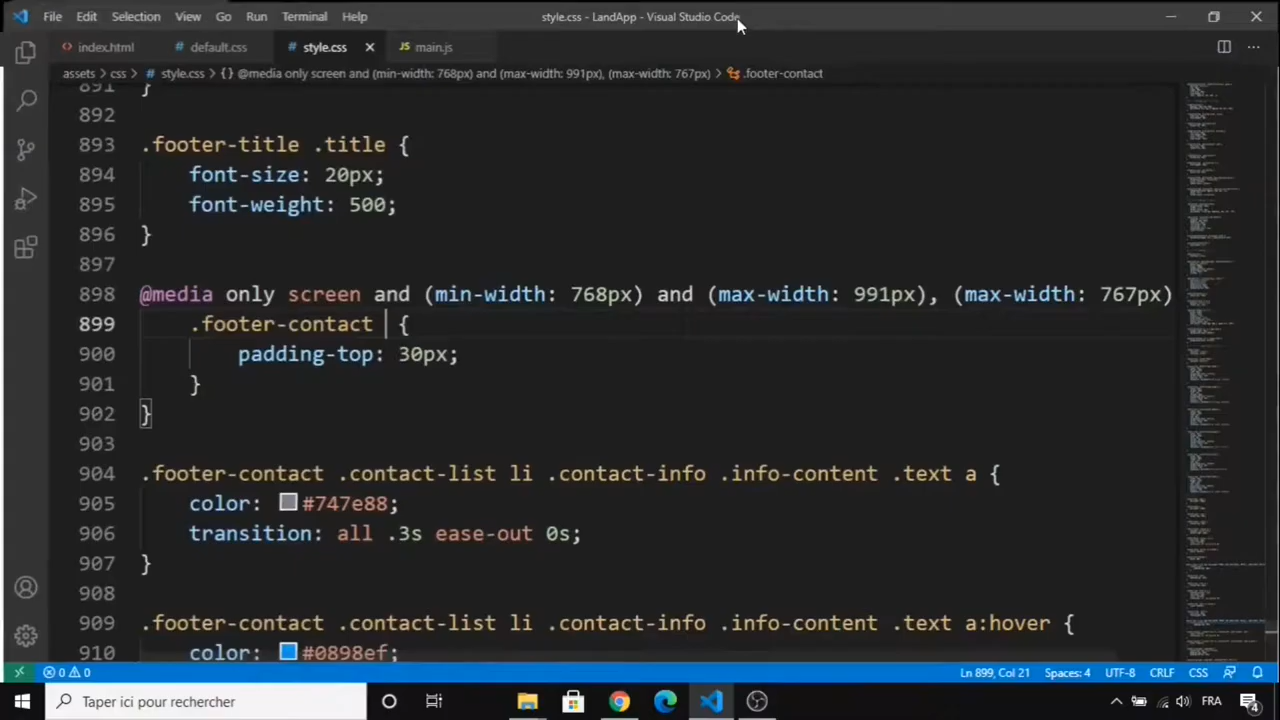 File Edit Selection View Go Run Terminal Help style.css - LandApp - Visual Studio Code
index.html default.css style.css JS main.js
assets > css > # style.css > {} @media only screen and (min-width: 768px) and (max-width: 991px), (max-width: 767px) > .footer-contact
891 }
892
893 .footer-title .title {
894 font-size: 20px;
895 font-weight: 500;
896 }
897
898 @media only screen and (min-width: 768px) and (max-width: 991px), (max-width: 767px)
899 .footer-contact {
900 padding-top: 30px;
901 }
902 }
903
904 .footer-contact .contact-list li .contact-info .info-content .text a {
905 color: #747e88;
906 transition: all .3s ease-out 0s;
907 }
908
909 .footer-contact .contact-list li .contact-info .info-content .text a:hover {
910 color: #0898ef;
0 0 Ln 899, Col 21 Spaces: 4 UTF-8 CRLF CSS
Taper ici pour rechercher FRA 4